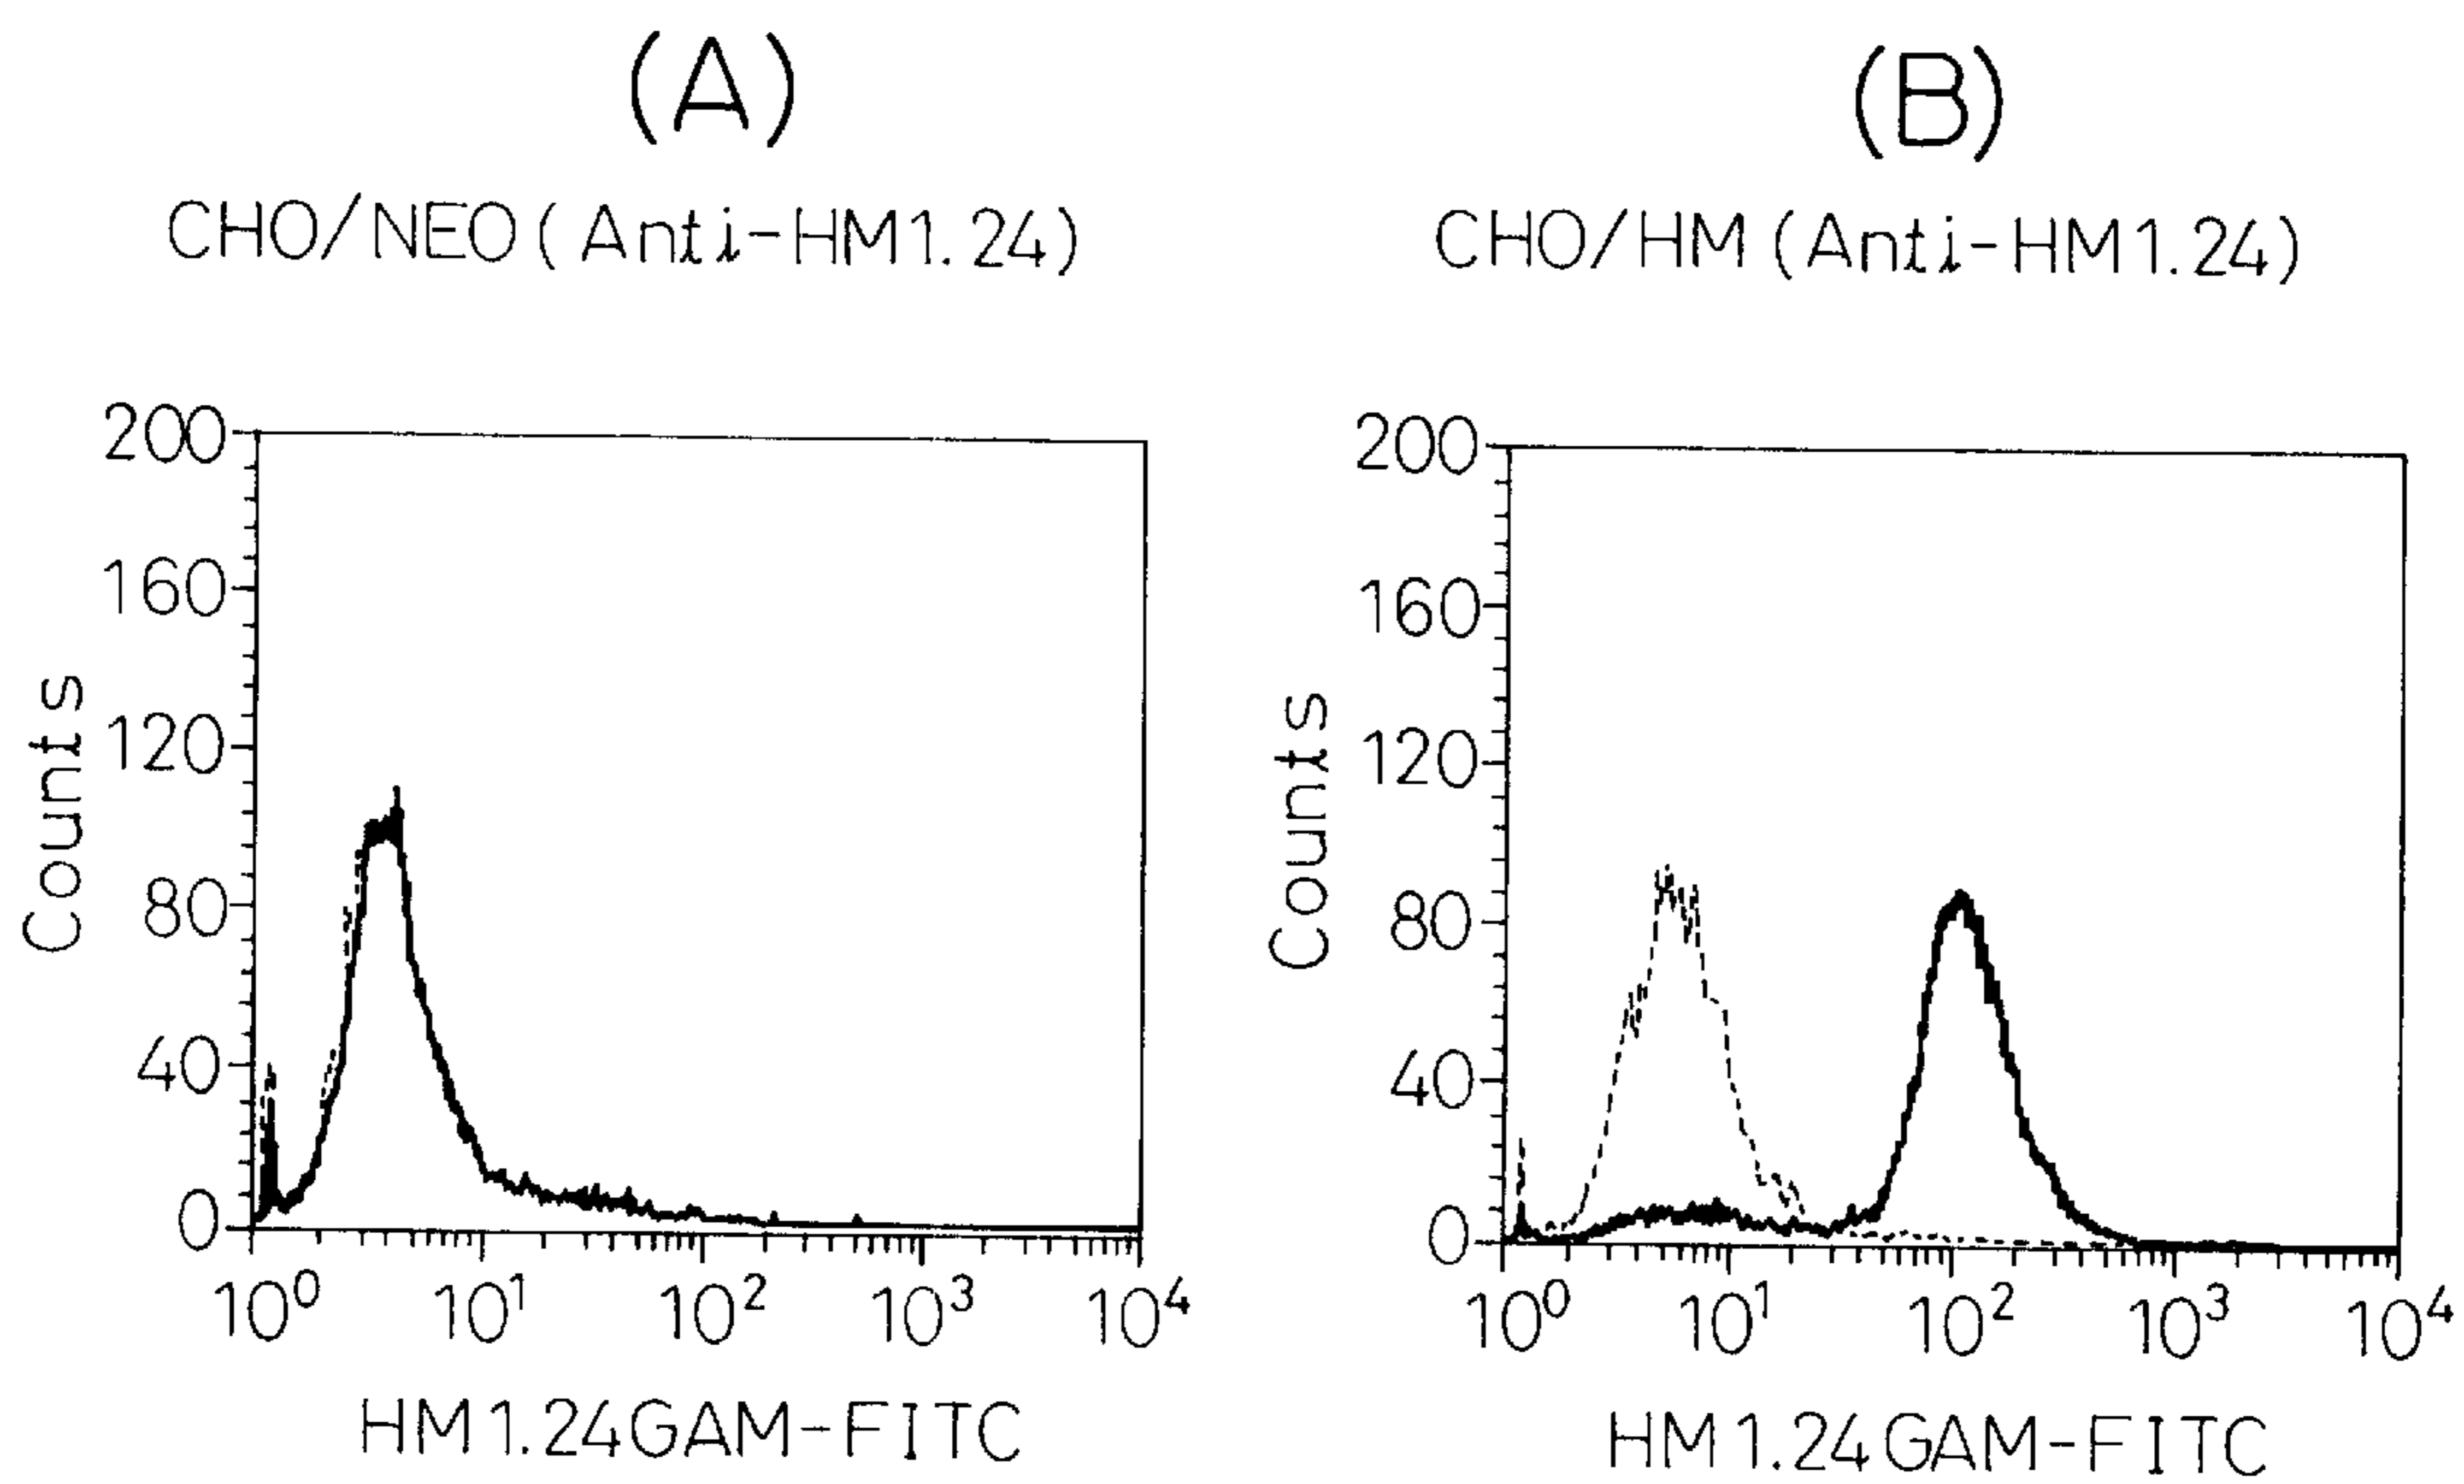 (A)
CHO/NEO (Anti-HM1.24)
200
160
120
80
40
0
Counts
10⁰ 10¹ 10² 10³ 10⁴
HM1.24GAM-FITC
(B)
CHO/HM (Anti-HM1.24)
200
160
120
80
40
0
Counts
10⁰ 10¹ 10² 10³ 10⁴
HM1.24GAM-FITC